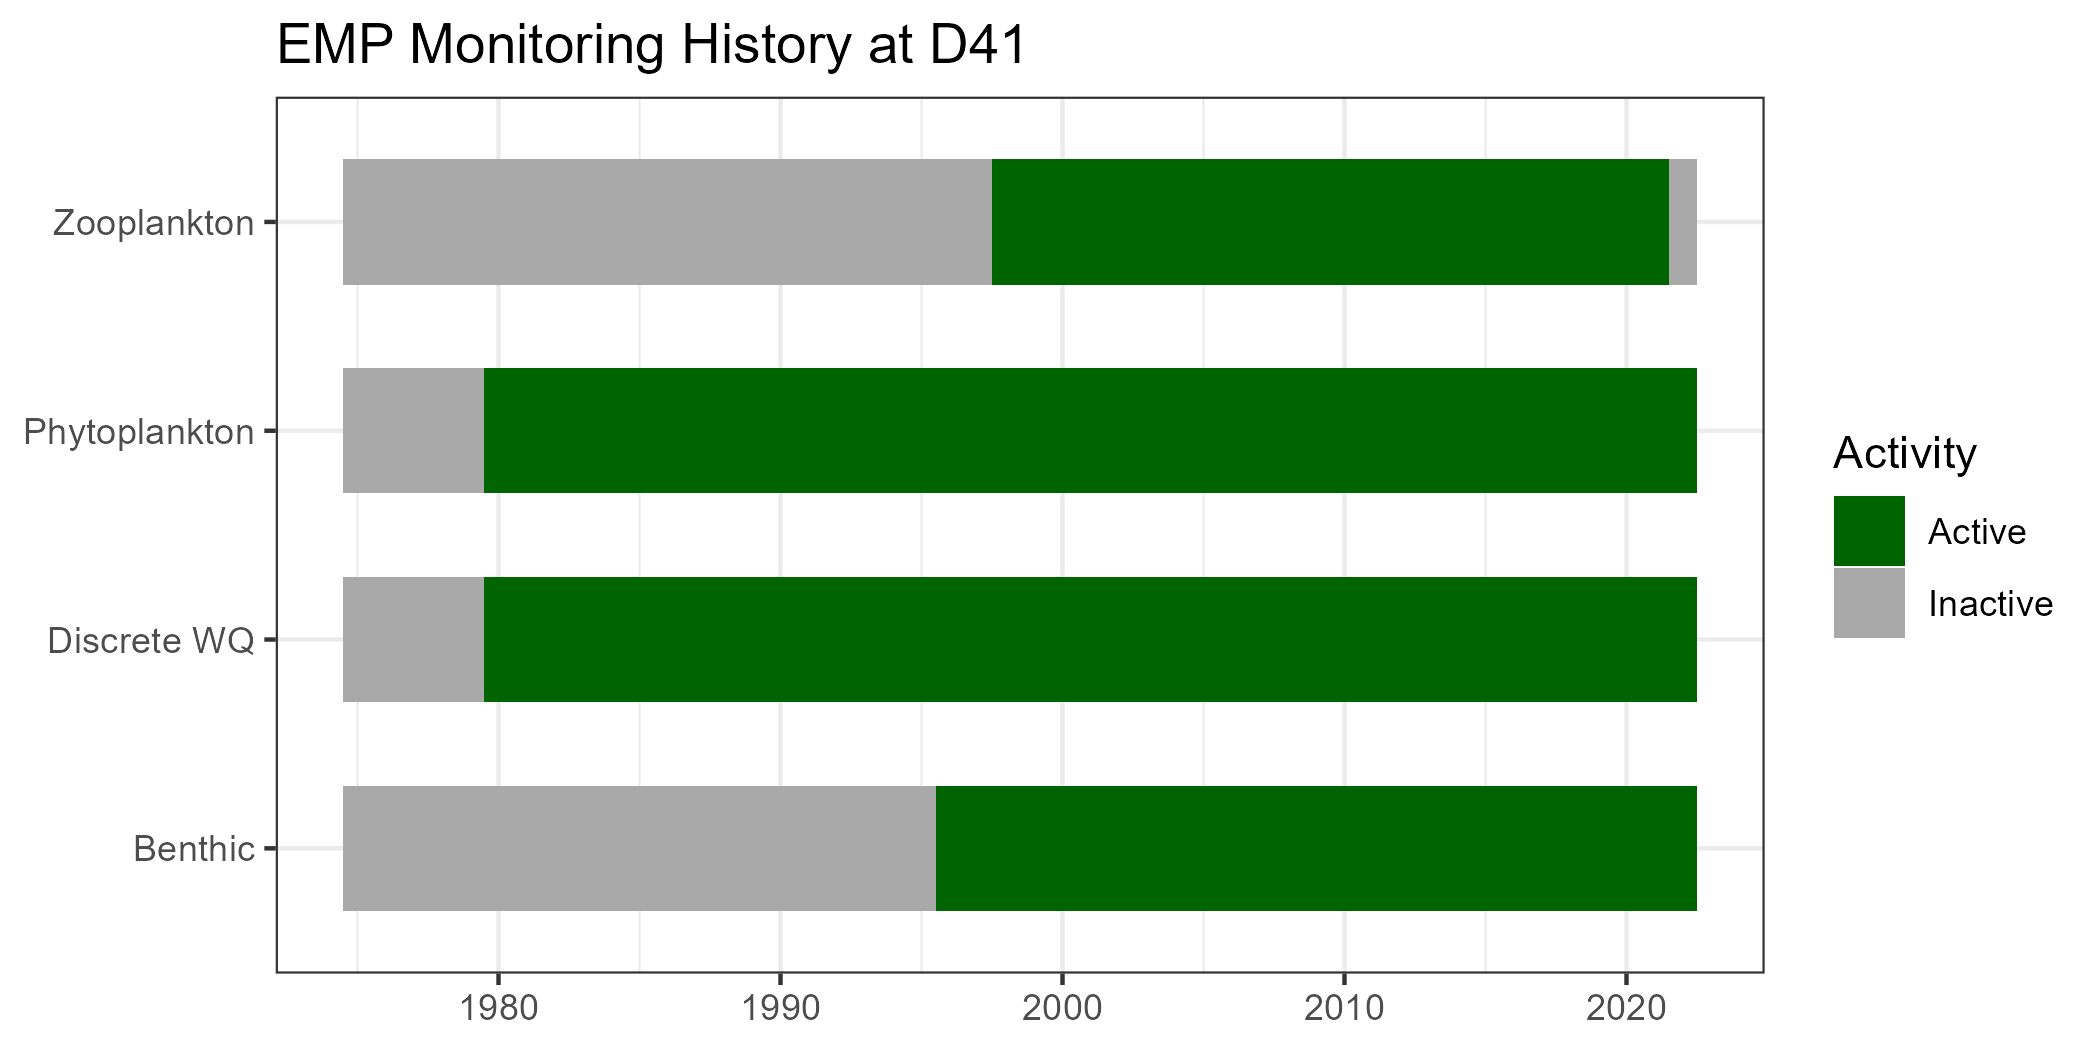 EMP Monitoring History at D41
Zooplankton
Phytoplankton
Discrete WQ
Benthic
1980 1990 2000 2010 2020
Activity
Active
Inactive